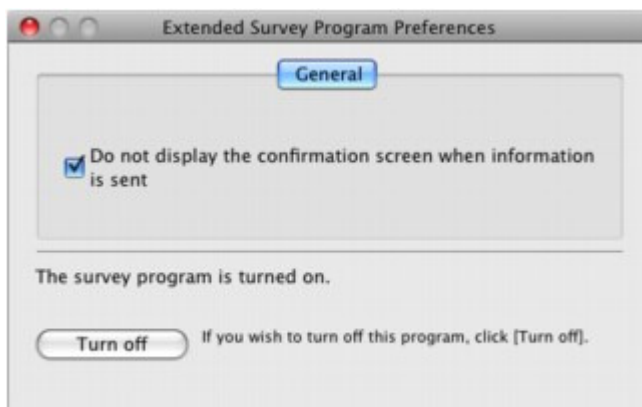 Extended Survey Program Preferences
General
Do not display the confirmation screen when information
is sent
The survey program is turned on.
Turn off
If you wish to turn off this program, click [Turn off].